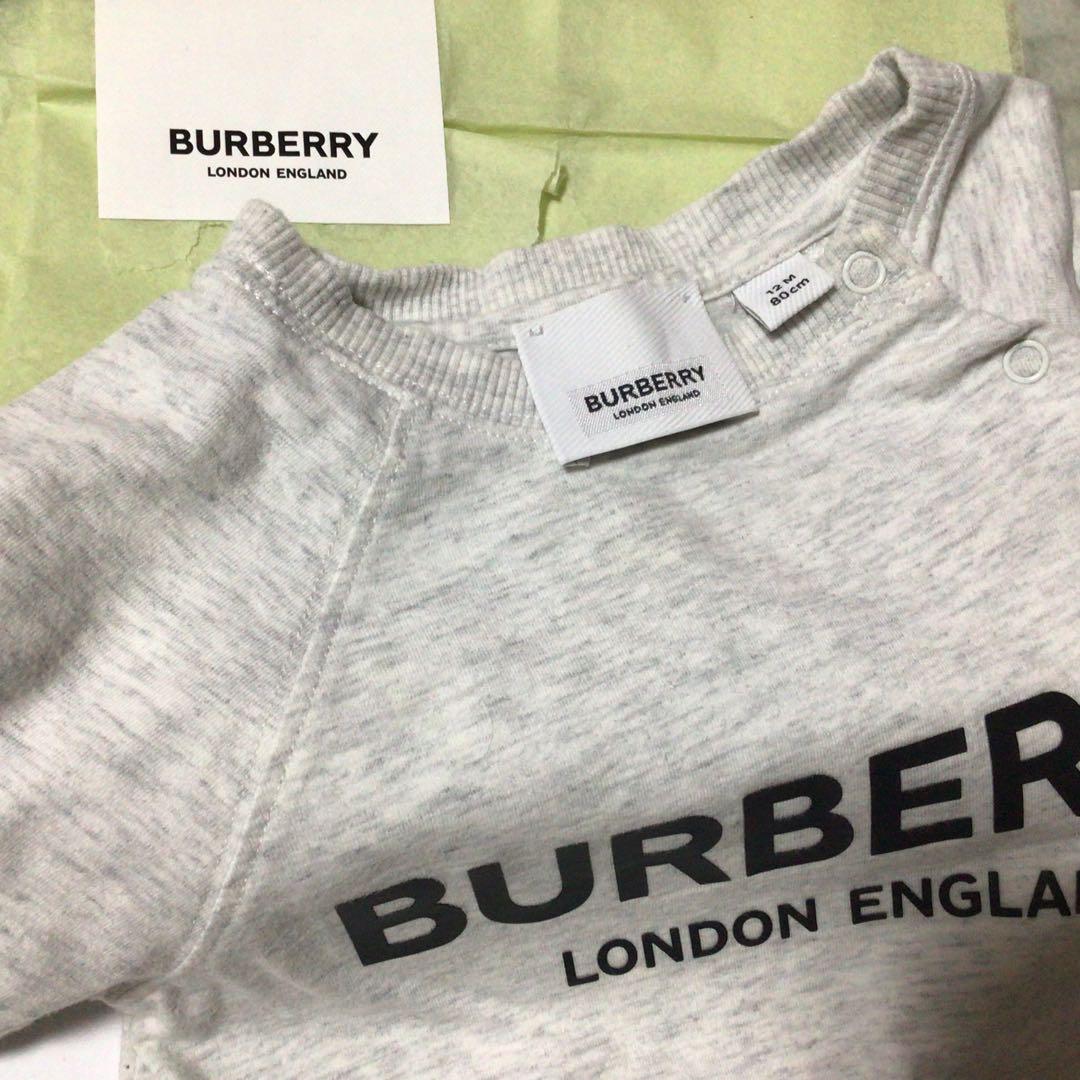 BURBERRY
LONDON ENGLAND
12 M
80 cm
BURBERRY
LONDON ENGLAND
BURBER
LONDON ENGLA